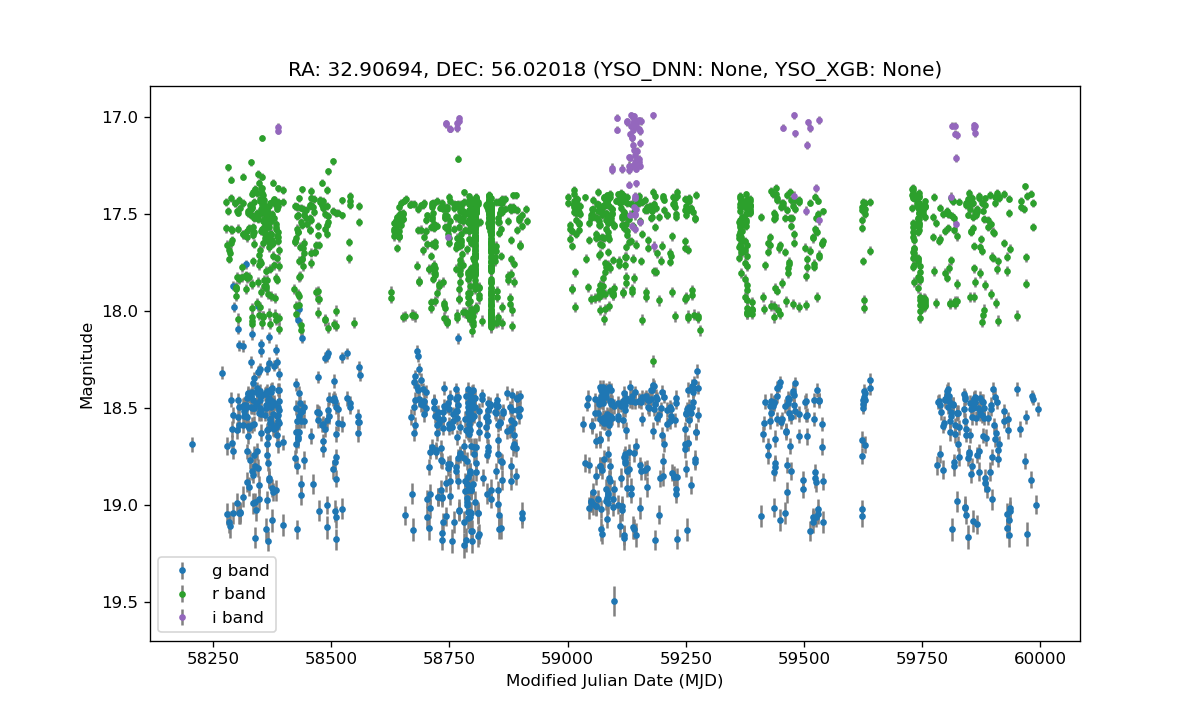 RA: 32.90694, DEC: 56.02018 (YSO_DNN: None, YSO_XGB: None)
17.0
17.5
18.0
18.5
19.0
19.5
Magnitude
g band
r band
i band
58250 58500 58750 59000 59250 59500 59750 60000
Modified Julian Date (MJD)